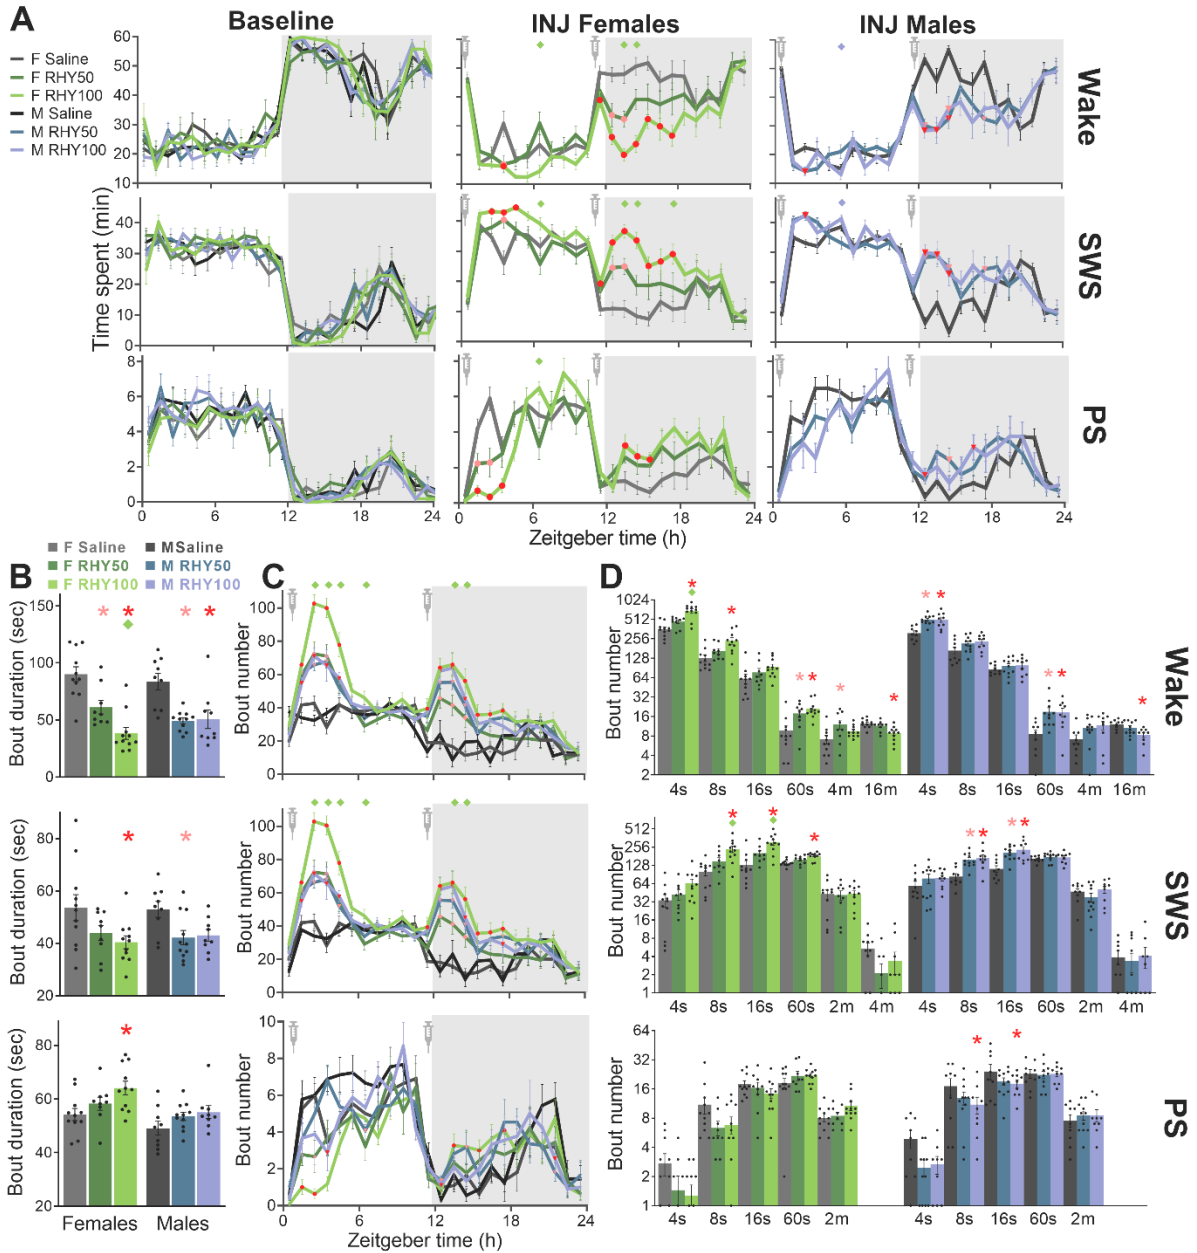 A
Baseline
INJ Females
INJ Males
F Saline
F RHY50
F RHY100
M Saline
M RHY50
M RHY100
60
50
40
30
20
10
Wake
Time spent (min)
40
30
20
10
0
SWS
8
6
4
2
0
PS
0 6 12 18 24
0 6 12 18 24
0 6 12 18 24
Zeitgeber time (h)
F Saline
F RHY50
F RHY100
MSaline
M RHY50
M RHY100
B
Bout duration (sec)
150
100
50
0
* * * *
Bout duration (sec)
80
60
40
20
* *
Bout duration (sec)
80
60
40
20
*
Females Males
C
Bout number
100
80
60
40
20
0
Bout number
100
80
60
40
20
0
Bout number
10
8
6
4
2
0
0 6 12 18 24
Zeitgeber time (h)
D
Bout number
1024
512
256
128
64
32
16
8
4
2
* * * * * * * * * * *
4s 8s 16s 60s 4m 16m
4s 8s 16s 60s 4m 16m
Wake
Bout number
512
256
128
64
32
16
8
4
2
1
* * * * * * *
4s 8s 16s 60s 2m 4m
4s 8s 16s 60s 2m 4m
SWS
Bout number
64
32
16
8
4
2
1
* *
4s 8s 16s 60s 2m
4s 8s 16s 60s 2m
PS